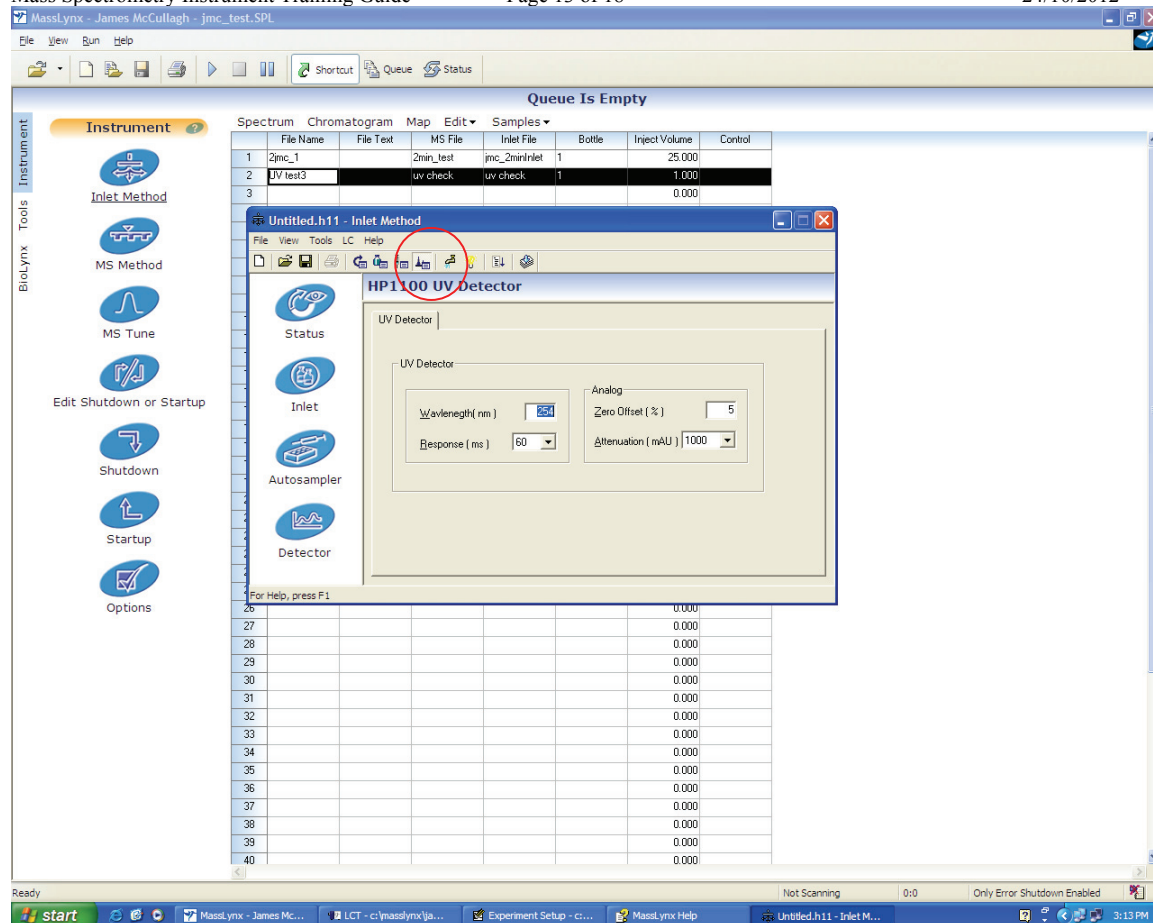 Mass Spectrometry Instrument Training Guide Page 13 of 16 24/10/2012
MassLynx - James McCullagh - jmc_test.SPL
File View Run Help
Shortcut Queue Status
Queue Is Empty
Instrument
Tools
BioLynx
Instrument
Inlet Method
MS Method
MS Tune
Edit Shutdown or Startup
Shutdown
Startup
Options
Spectrum Chromatogram Map Edit Samples
File Name File Text MS File Inlet File Bottle Inject Volume Control
1 2jmc_1 2min_test jmc_2minInlet 1 25.000
2 UV test3 uv check uv check 1 1.000
3 0.000
Untitled.h11 - Inlet Method
File View Tools LC Help
HP1100 UV Detector
Status
Inlet
Autosampler
Detector
UV Detector
UV Detector
Wavlenegth( nm ) 254
Response ( ms ) 60
Analog
Zero Offset ( % ) 5
Attenuation ( mAU ) 1000
For Help, press F1
26 0.000
27 0.000
28 0.000
29 0.000
30 0.000
31 0.000
32 0.000
33 0.000
34 0.000
35 0.000
36 0.000
37 0.000
38 0.000
39 0.000
40 0.000
Ready Not Scanning 0:0 Only Error Shutdown Enabled
start MassLynx - James Mc... LCT - c:\masslynx\ja... Experiment Setup - c:... MassLynx Help Untitled.h11 - Inlet M... 3:13 PM